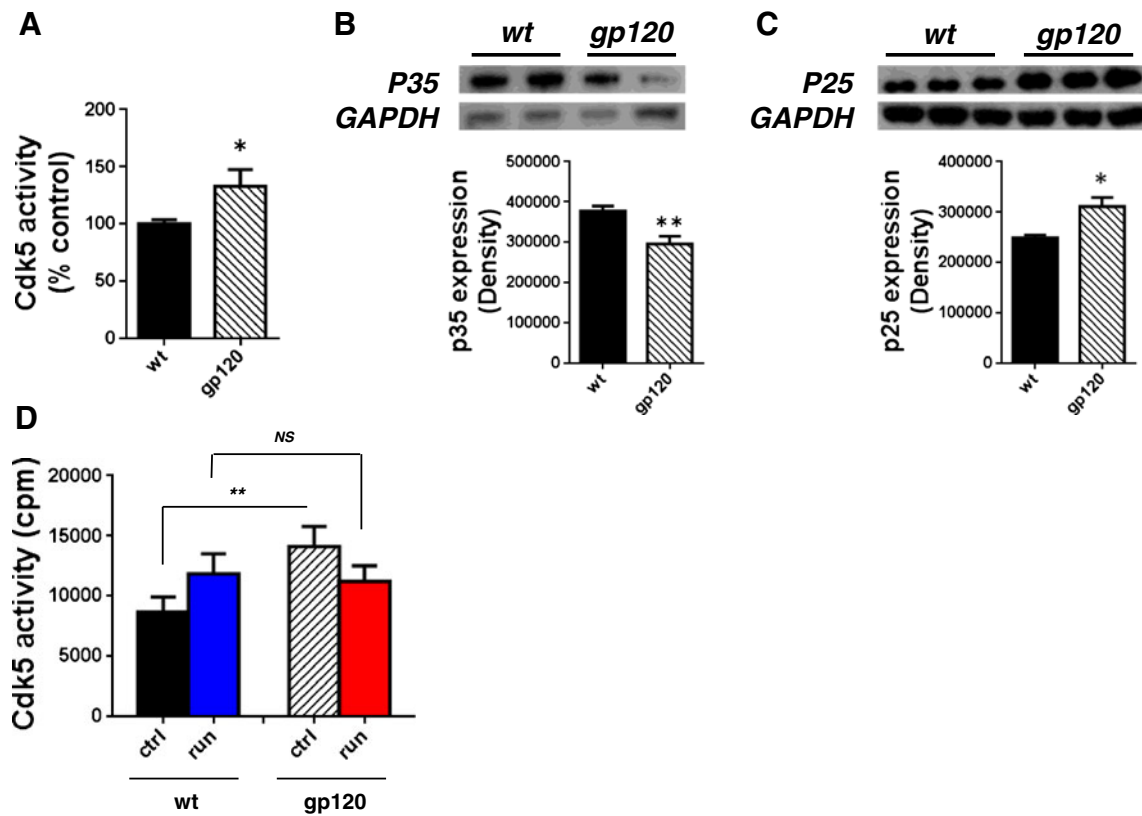 A
Cdk5 activity
(% control)
200
150
100
50
0
*
wt
gp120
B
wt gp120
P35
GAPDH
p35 expression
(Density)
500000
400000
300000
200000
100000
0
**
wt
gp120
C
wt gp120
P25
GAPDH
p25 expression
(Density)
400000
300000
200000
100000
0
*
wt
gp120
D
Cdk5 activity (cpm)
20000
15000
10000
5000
0
NS
**
ctrl run ctrl run
wt gp120